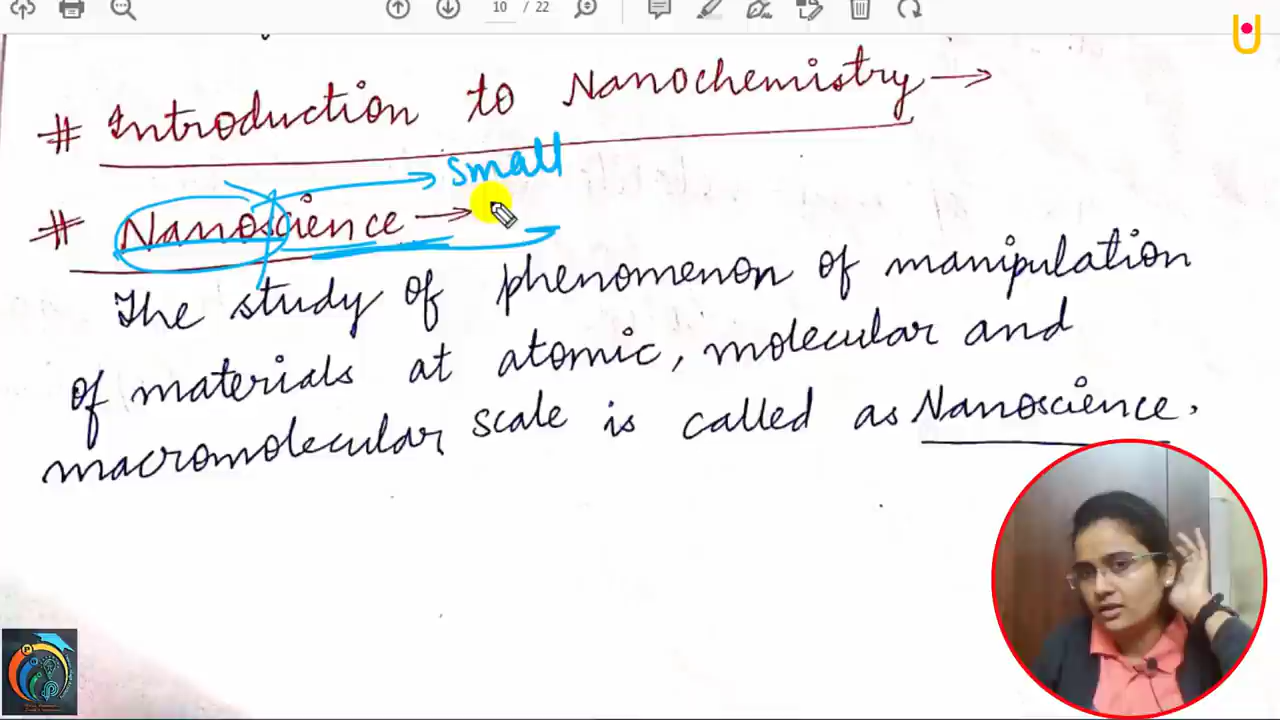 10 / 22
# Introduction to Nanochemistry →
small
# Nanoscience →
The study of phenomenon of manipulation
of materials at atomic, molecular and
macromolecular scale is called as Nanoscience.